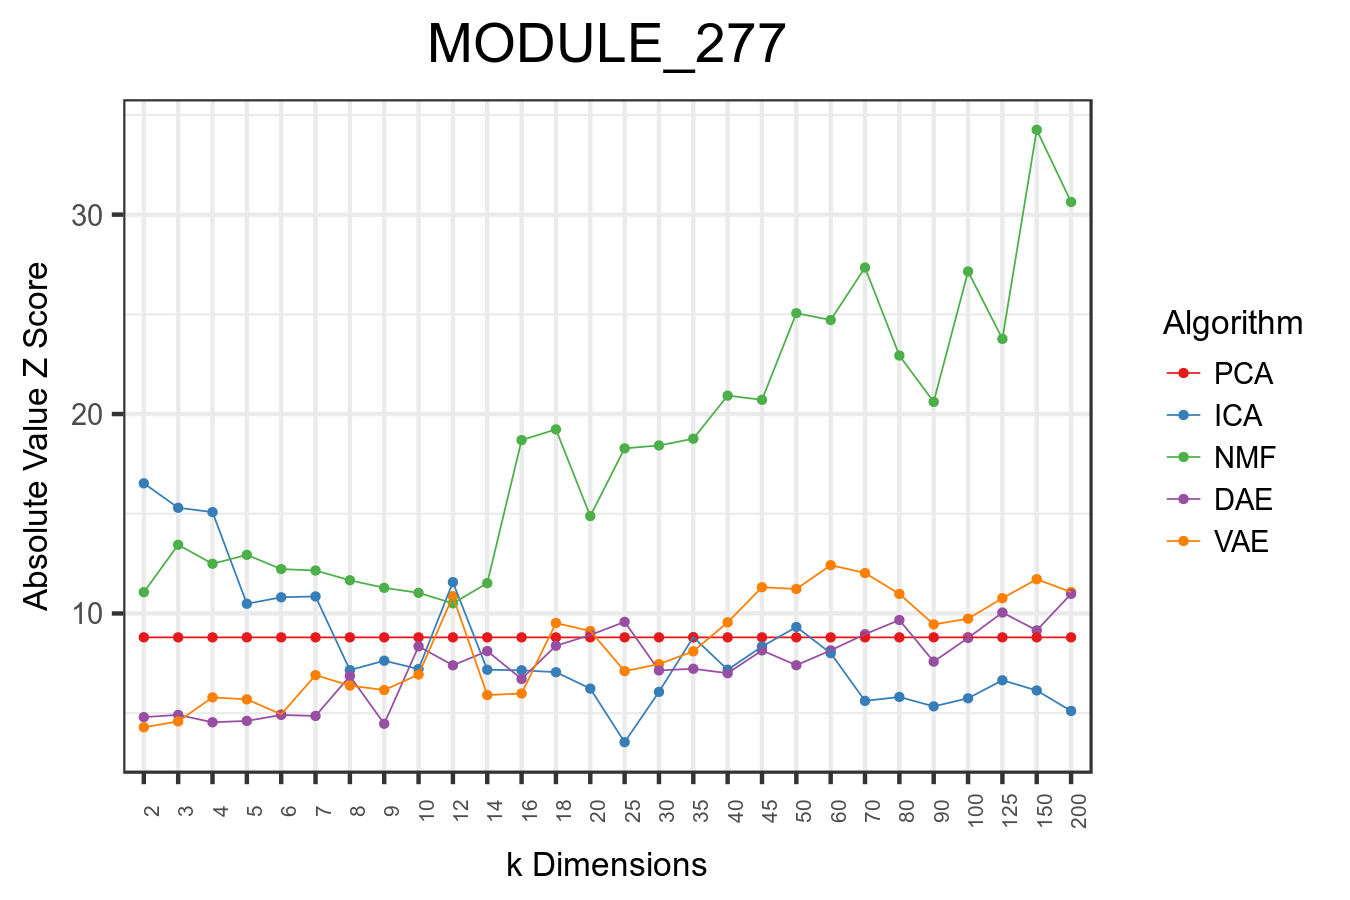 MODULE_277
Absolute Value Z Score
30
20
10
2 3 4 5 6 7 8 9 10 12 14 16 18 20 25 30 35 40 45 50 60 70 80 90 100 125 150 200
k Dimensions
Algorithm
PCA
ICA
NMF
DAE
VAE